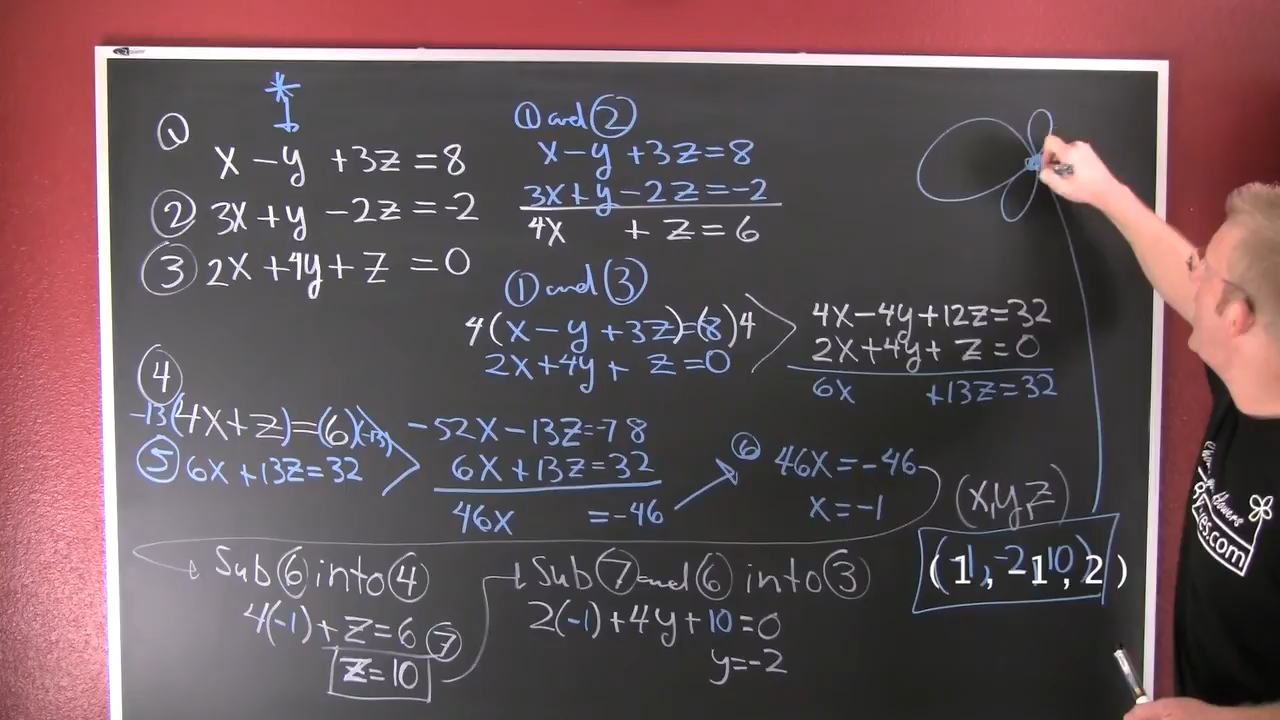 *
① x - y + 3z = 8
② 3x + y - 2z = -2
③ 2x + 4y + z = 0
① and ②
x - y + 3z = 8
3x + y - 2z = -2
4x + z = 6
① and ③
4(x - y + 3z) = (8)4
2x + 4y + z = 0
4x - 4y + 12z = 32
2x + 4y + z = 0
6x + 13z = 32
④ -13(4x + z) = (6)(-13)
⑤ 6x + 13z = 32
-52x - 13z = -78
6x + 13z = 32
46x = -46
⑥ 46x = -46
x = -1
Sub ⑥ into ④
4(-1) + z = 6 ⑦
z = 10
Sub ⑦ and ⑥ into ③
2(-1) + 4y + 10 = 0
y = -2
(x, y, z)
(1, -1, 2)
.com